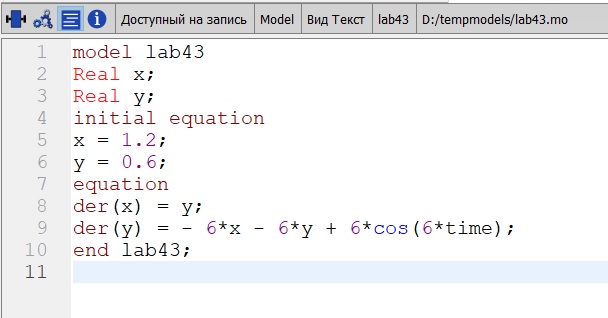 Доступный на запись Model Вид Текст lab43 D:/tempmodels/lab43.mo
1 model lab43
2 Real x;
3 Real y;
4 initial equation
5 x = 1.2;
6 y = 0.6;
7 equation
8 der(x) = y;
9 der(y) = - 6*x - 6*y + 6*cos(6*time);
10 end lab43;
11